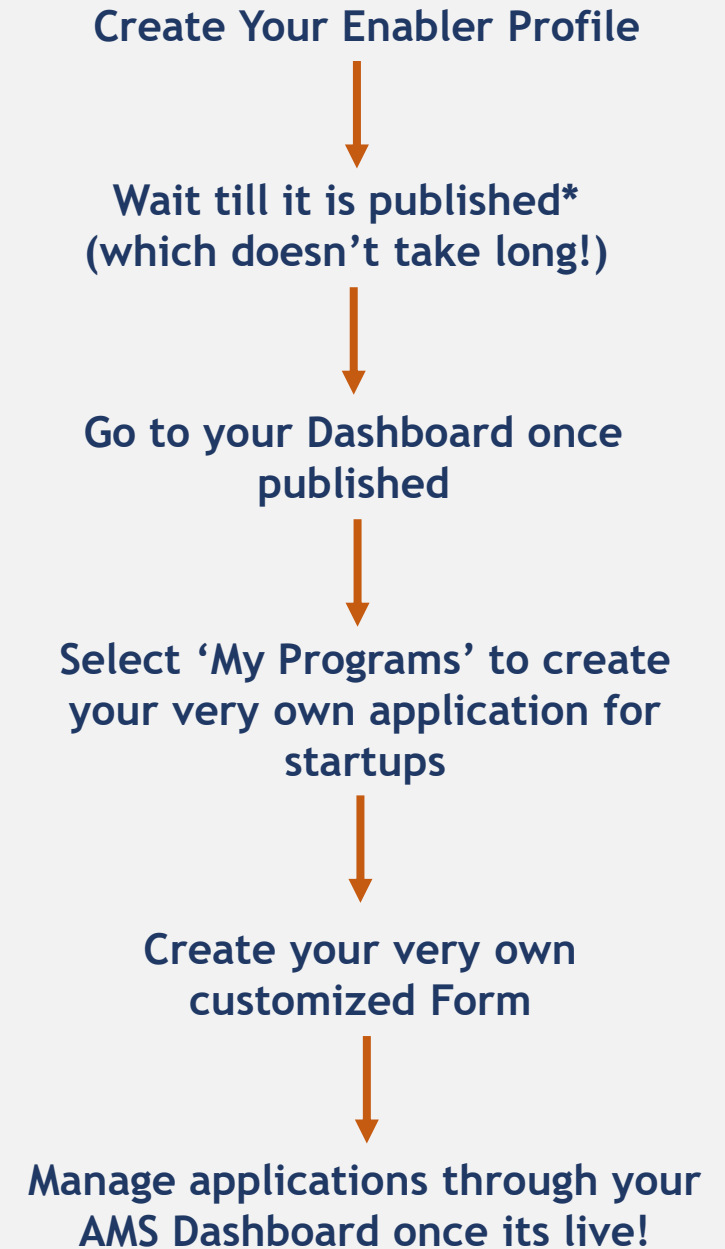 Create Your Enabler Profile
Wait till it is published*
(which doesn’t take long!)
Go to your Dashboard once
published
Select ‘My Programs’ to create
your very own application for
startups
Create your very own
customized Form
Manage applications through your
AMS Dashboard once its live!